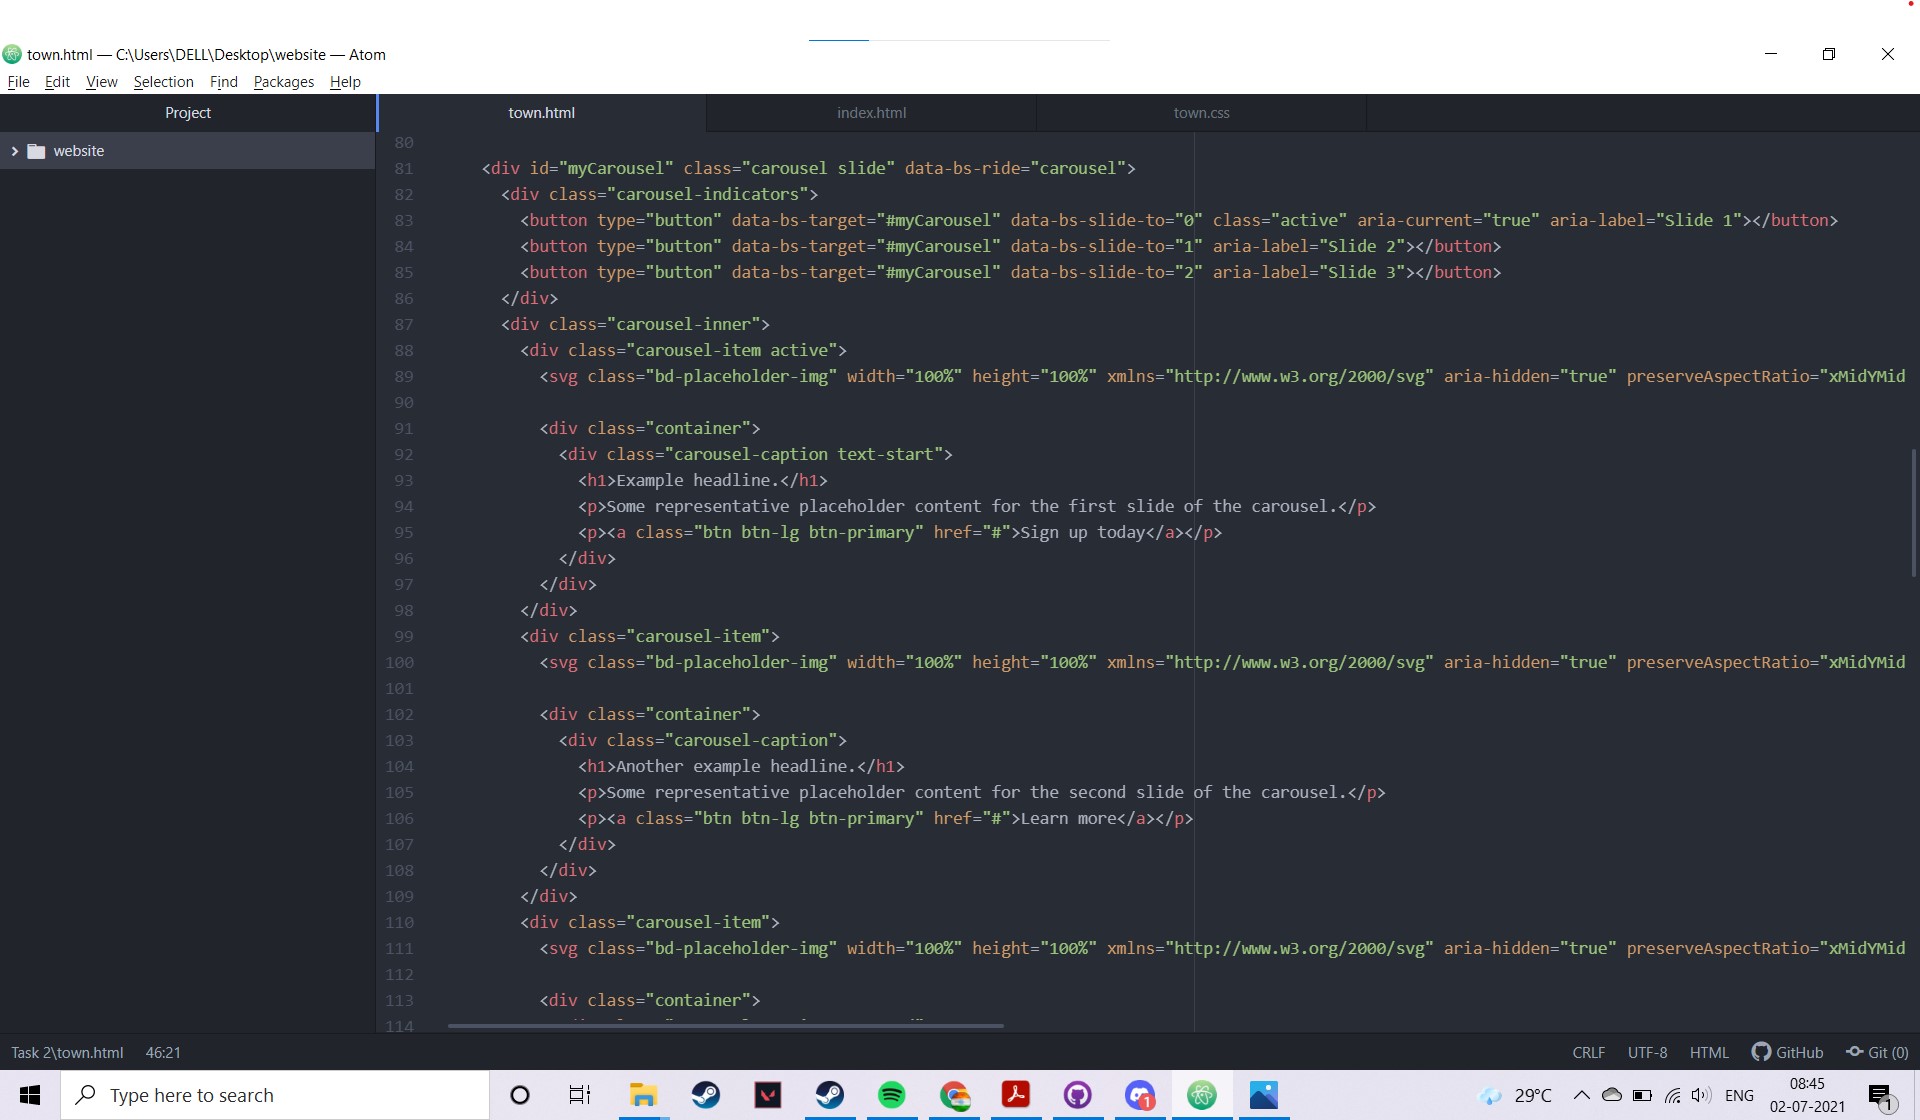 town.html — C:\Users\DELL\Desktop\website — Atom
File Edit View Selection Find Packages Help
Project
town.html
index.html
town.css
website
80
81 <div id="myCarousel" class="carousel slide" data-bs-ride="carousel">
82 <div class="carousel-indicators">
83 <button type="button" data-bs-target="#myCarousel" data-bs-slide-to="0" class="active" aria-current="true" aria-label="Slide 1"></button>
84 <button type="button" data-bs-target="#myCarousel" data-bs-slide-to="1" aria-label="Slide 2"></button>
85 <button type="button" data-bs-target="#myCarousel" data-bs-slide-to="2" aria-label="Slide 3"></button>
86 </div>
87 <div class="carousel-inner">
88 <div class="carousel-item active">
89 <svg class="bd-placeholder-img" width="100%" height="100%" xmlns="http://www.w3.org/2000/svg" aria-hidden="true" preserveAspectRatio="xMidYMid
90
91 <div class="container">
92 <div class="carousel-caption text-start">
93 <h1>Example headline.</h1>
94 <p>Some representative placeholder content for the first slide of the carousel.</p>
95 <p><a class="btn btn-lg btn-primary" href="#">Sign up today</a></p>
96 </div>
97 </div>
98 </div>
99 <div class="carousel-item">
100 <svg class="bd-placeholder-img" width="100%" height="100%" xmlns="http://www.w3.org/2000/svg" aria-hidden="true" preserveAspectRatio="xMidYMid
101
102 <div class="container">
103 <div class="carousel-caption">
104 <h1>Another example headline.</h1>
105 <p>Some representative placeholder content for the second slide of the carousel.</p>
106 <p><a class="btn btn-lg btn-primary" href="#">Learn more</a></p>
107 </div>
108 </div>
109 </div>
110 <div class="carousel-item">
111 <svg class="bd-placeholder-img" width="100%" height="100%" xmlns="http://www.w3.org/2000/svg" aria-hidden="true" preserveAspectRatio="xMidYMid
112
113 <div class="container">
114
Task 2\town.html 46:21 CRLF UTF-8 HTML GitHub Git (0)
Type here to search
1
29°C
ENG
08:45
02-07-2021
1